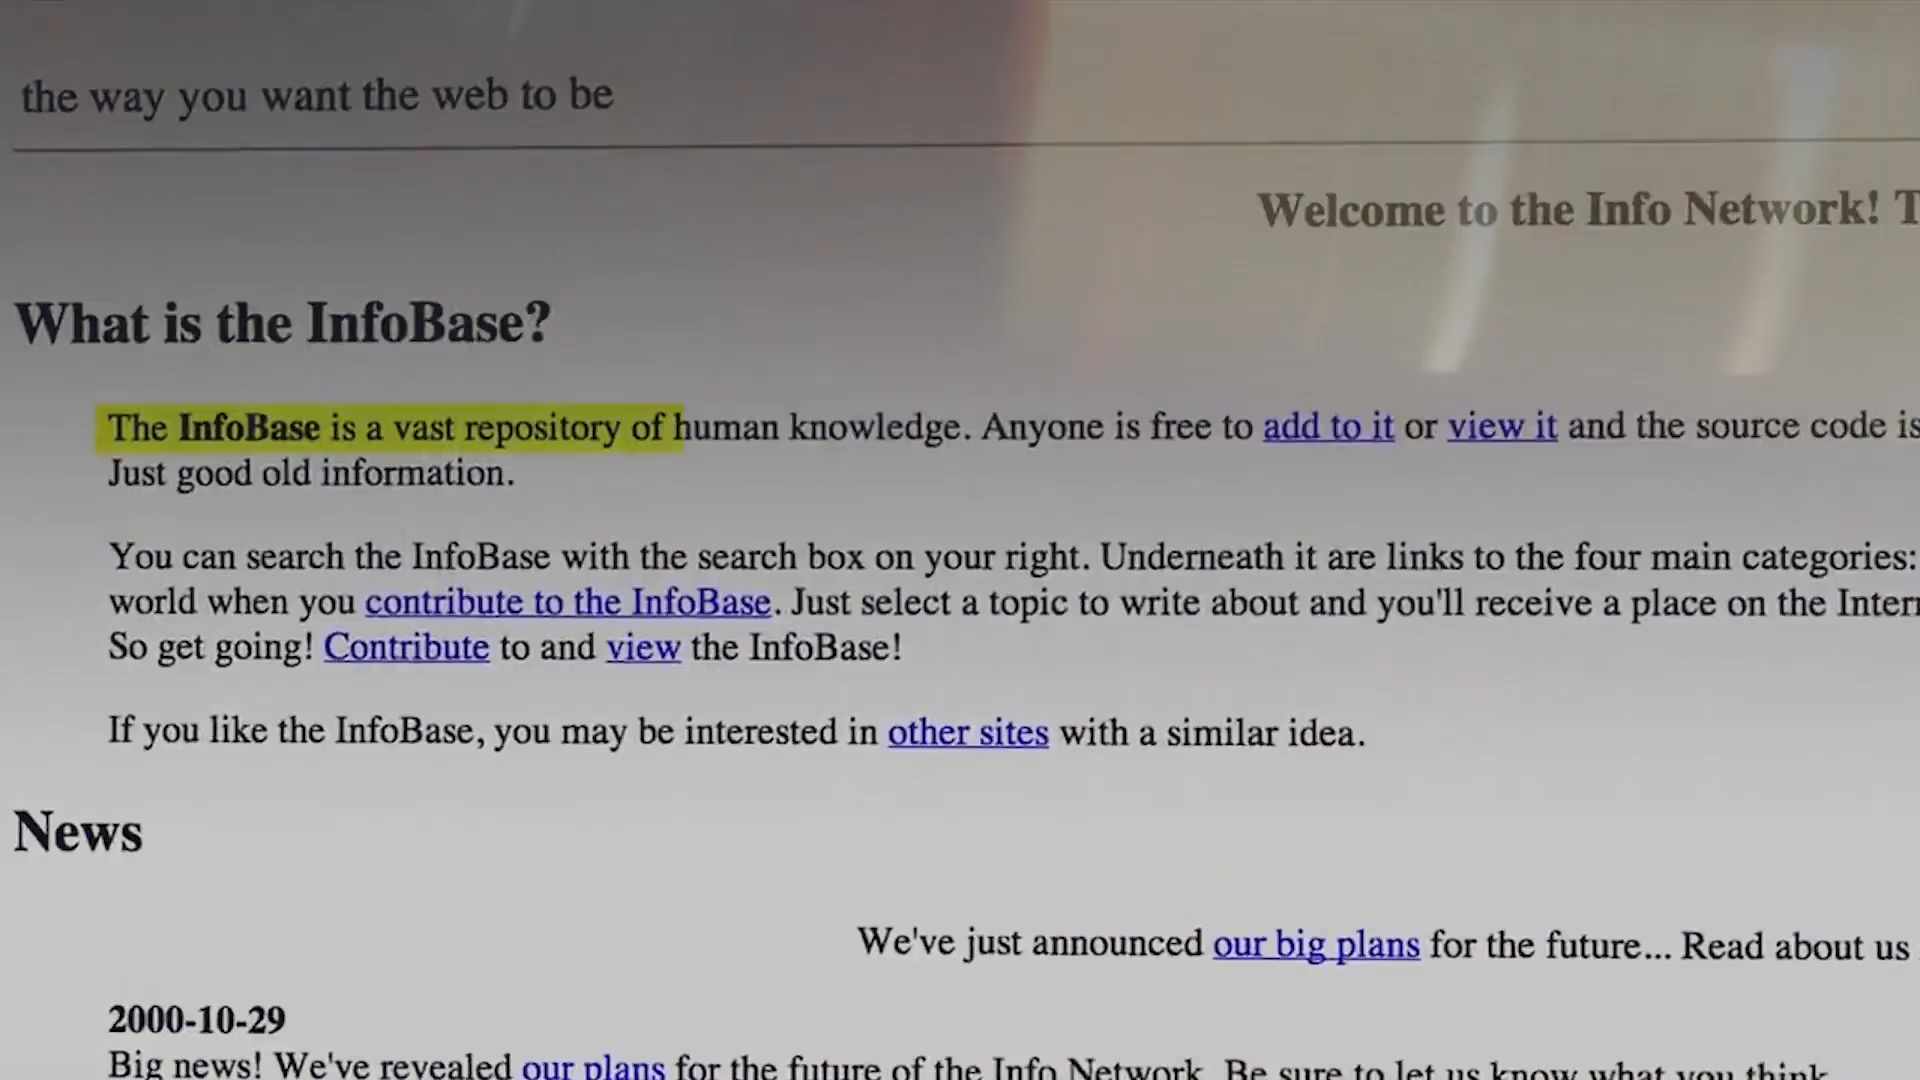 the way you want the web to be
Welcome to the Info Network! T
What is the InfoBase?
The InfoBase is a vast repository of human knowledge. Anyone is free to add to it or view it and the source code is
Just good old information.
You can search the InfoBase with the search box on your right. Underneath it are links to the four main categories:
world when you contribute to the InfoBase. Just select a topic to write about and you'll receive a place on the Intern
So get going! Contribute to and view the InfoBase!
If you like the InfoBase, you may be interested in other sites with a similar idea.
News
We've just announced our big plans for the future... Read about us
2000-10-29
Big news! We've revealed our plans for the future of the Info Network. Be sure to let us know what you think